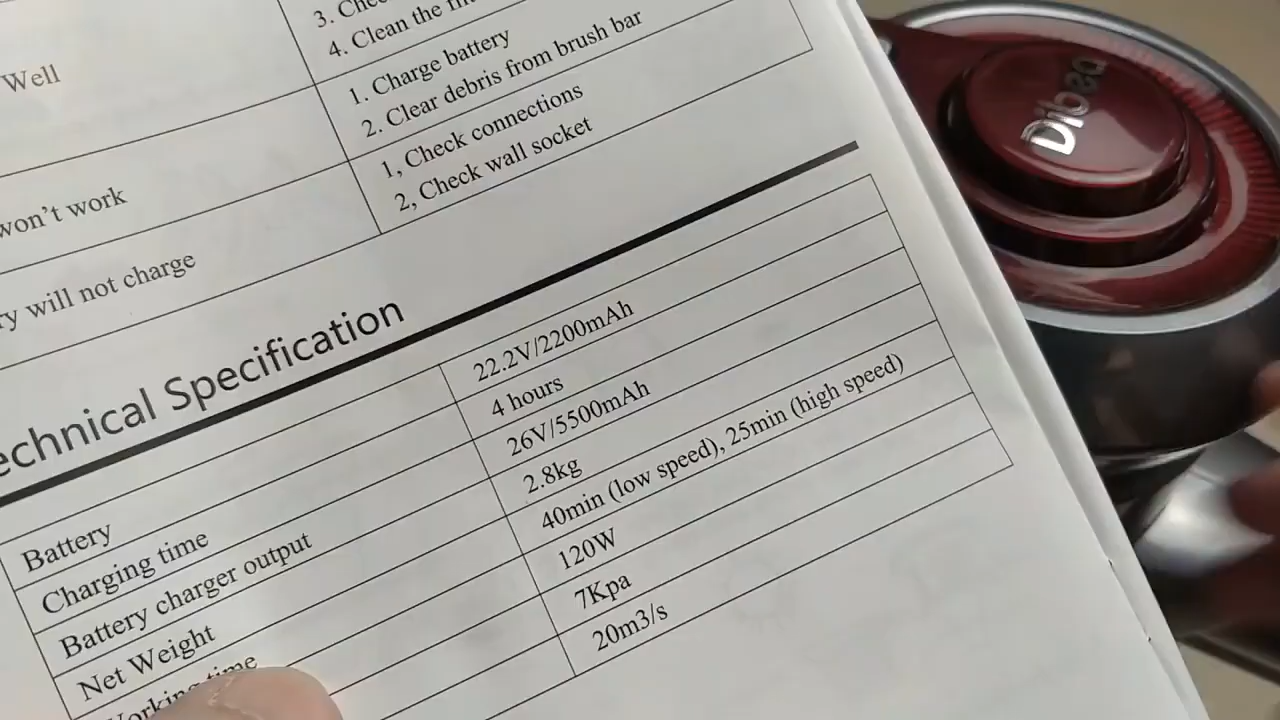 3.
4. Clean the
Well
1. Charge battery
2. Clear debris from brush bar
won't work
1, Check connections
2, Check wall socket
will not charge
echnical Specification
Battery 22.2V/2200mAh
Charging time 4 hours
Battery charger output 26V/5500mAh
Net Weight 2.8kg
time 40min (low speed), 25min (high speed)
120W
7Kpa
20m3/s
Dibea